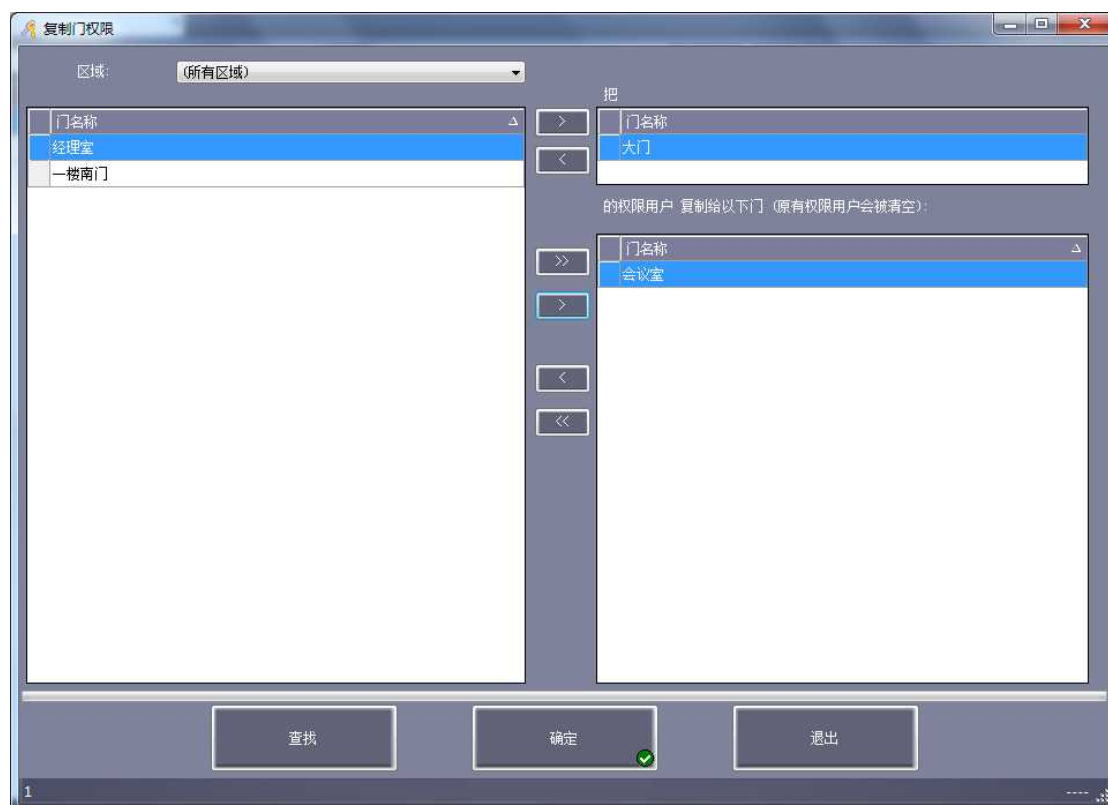 复制门权限
区域: (所有区域)
把
门名称
经理室
一楼南门
>
<
门名称
大门
的权限用户 复制给以下门 (原有权限用户会被清空):
>>
>
<
<<
门名称
会议室
查找
确定
退出
1
----